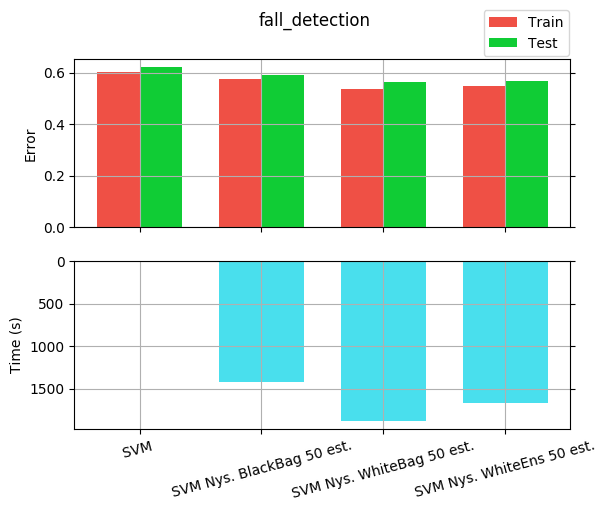 fall_detection
Train
Test
0.6
0.4
0.2
0.0
Error
0
500
1000
1500
Time (s)
SVM
SVM Nys. BlackBag 50 est.
SVM Nys. WhiteBag 50 est.
SVM Nys. WhiteEns 50 est.